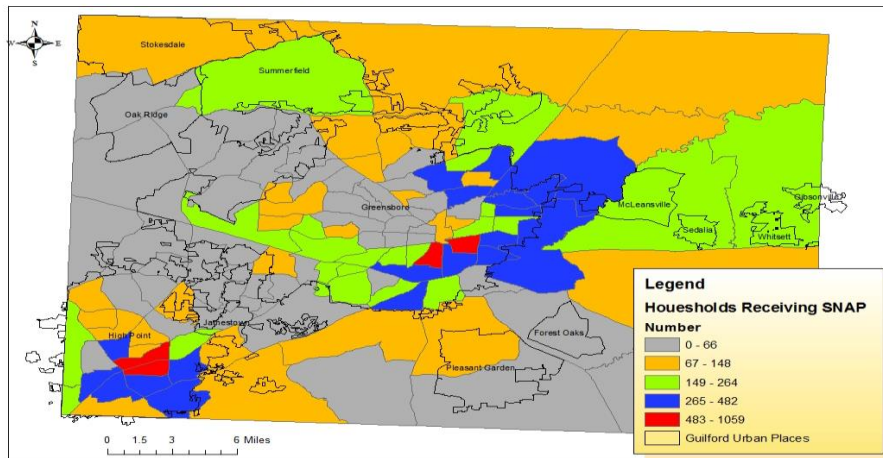 N
W E
S
Stokesdale
Summerfield
Oak Ridge
Greensboro
McLeansville
Gibsonville
Sedalia
Whitsett
Jamestown
High Point
Forest Oaks
Pleasant Garden
0 1.5 3 6 Miles
Legend
Houesholds Receiving SNAP
Number
0 - 66
67 - 148
149 - 264
265 - 482
483 - 1059
Guilford Urban Places